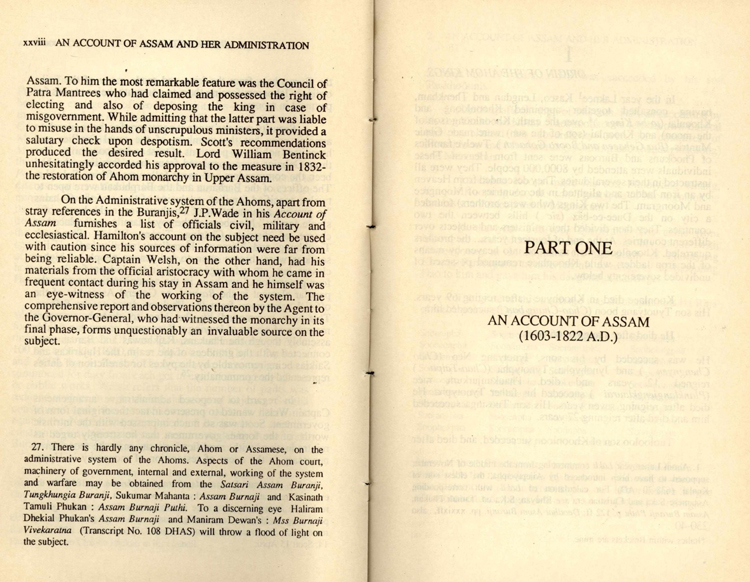 xxviii AN ACCOUNT OF ASSAM AND HER ADMINISTRATION
Assam. To him the most remarkable feature was the Council of
Patra Mantrees who had claimed and possessed the right of
electing and also of deposing the king in case of
misgovernment. While admitting that the latter part was liable
to misuse in the hands of unscrupulous ministers, it provided a
salutary check upon despotism. Scott's recommendations
produced the desired result. Lord William Bentinck
unhesitatingly accorded his approval to the measure in 1832-
the restoration of Ahom monarchy in Upper Assam.
On the Administrative system of the Ahoms, apart from
stray references in the Buranjis,27 J.P.Wade in his Account of
Assam furnishes a list of officials civil, military and
ecclesiastical. Hamilton's account on the subject need be used
with caution since his sources of information were far from
being reliable. Captain Welsh, on the other hand, had his
materials from the official aristocracy with whom he came in
frequent contact during his stay in Assam and he himself was
an eye-witness of the working of the system. The
comprehensive report and observations thereon by the Agent to
the Governor-General, who had witnessed the monarchy in its
final phase, forms unquestionably an invaluable source on the
subject.
27. There is hardly any chronicle, Ahom or Assamese, on the
administrative system of the Ahoms. Aspects of the Ahom court,
machinery of government, internal and external, working of the system
and warfare may be obtained from the Satsari Assam Buranji,
Tungkhungia Buranji, Sukumar Mahanta : Assam Burnaji and Kasinath
Tamuli Phukan : Assam Burnaji Puthi. To a discerning eye Haliram
Dhekial Phukan's Assam Burnaji and Maniram Dewan's : Mss Burnaji
Vivekaratna (Transcript No. 108 DHAS) will throw a flood of light on
the subject.
PART ONE
AN ACCOUNT OF ASSAM
(1603-1822 A.D.)